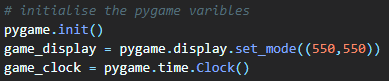 # initialise the pygame varibles
pygame.init()
game_display = pygame.display.set_mode((550,550))
game_clock = pygame.time.Clock()